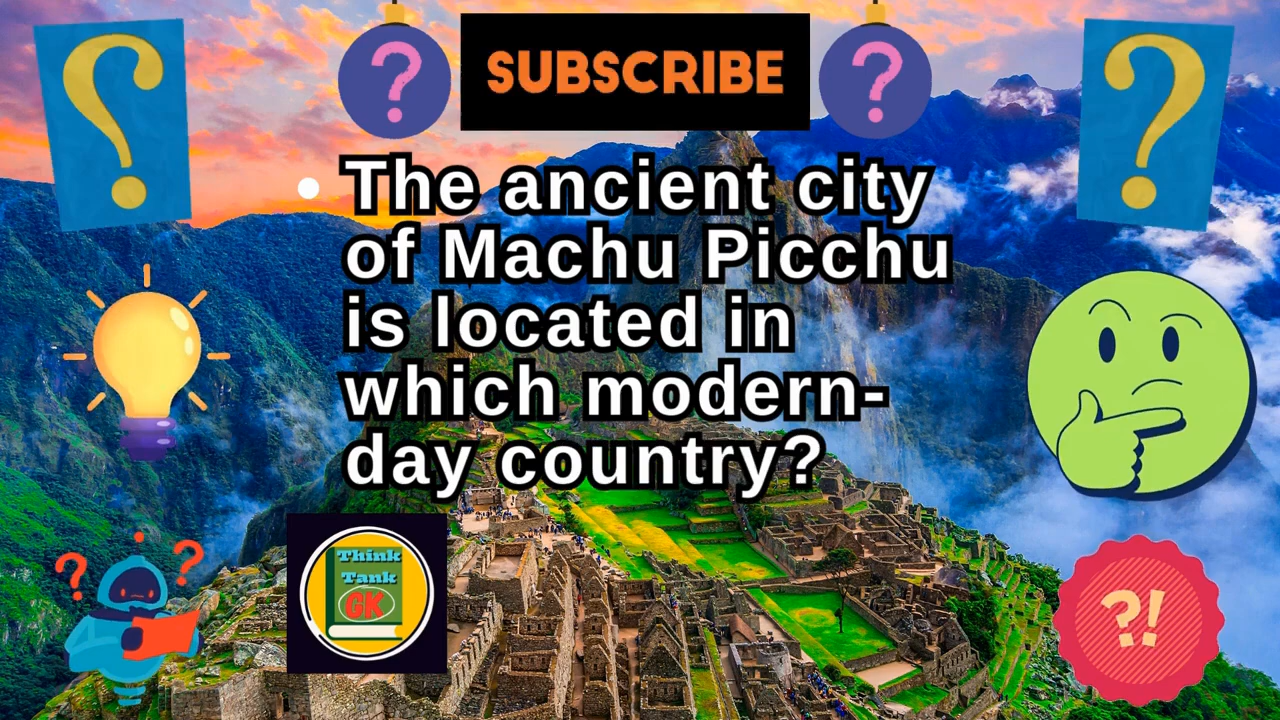 SUBSCRIBE
• The ancient city
of Machu Picchu
is located in
which modern-
day country?
Think
Tank
GK
?!